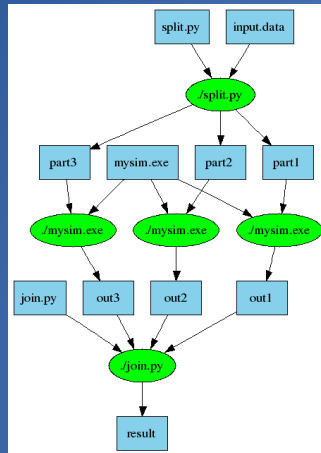 split.py input.data
./split.py
part3 mysim.exe part2 part1
./mysim.exe ./mysim.exe ./mysim.exe
join.py out3 out2 out1
./join.py
result